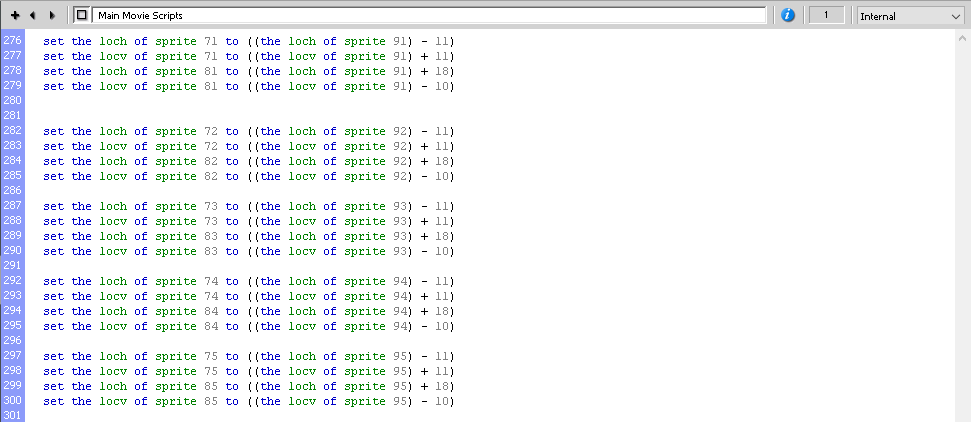 Main Movie Scripts 1 Internal
276 set the loch of sprite 71 to ((the loch of sprite 91) - 11)
277 set the locv of sprite 71 to ((the locv of sprite 91) + 11)
278 set the loch of sprite 81 to ((the loch of sprite 91) + 18)
279 set the locv of sprite 81 to ((the locv of sprite 91) - 10)
280
281
282 set the loch of sprite 72 to ((the loch of sprite 92) - 11)
283 set the locv of sprite 72 to ((the locv of sprite 92) + 11)
284 set the loch of sprite 82 to ((the loch of sprite 92) + 18)
285 set the locv of sprite 82 to ((the locv of sprite 92) - 10)
286
287 set the loch of sprite 73 to ((the loch of sprite 93) - 11)
288 set the locv of sprite 73 to ((the locv of sprite 93) + 11)
289 set the loch of sprite 83 to ((the loch of sprite 93) + 18)
290 set the locv of sprite 83 to ((the locv of sprite 93) - 10)
291
292 set the loch of sprite 74 to ((the loch of sprite 94) - 11)
293 set the locv of sprite 74 to ((the locv of sprite 94) + 11)
294 set the loch of sprite 84 to ((the loch of sprite 94) + 18)
295 set the locv of sprite 84 to ((the locv of sprite 94) - 10)
296
297 set the loch of sprite 75 to ((the loch of sprite 95) - 11)
298 set the locv of sprite 75 to ((the locv of sprite 95) + 11)
299 set the loch of sprite 85 to ((the loch of sprite 95) + 18)
300 set the locv of sprite 85 to ((the locv of sprite 95) - 10)
301